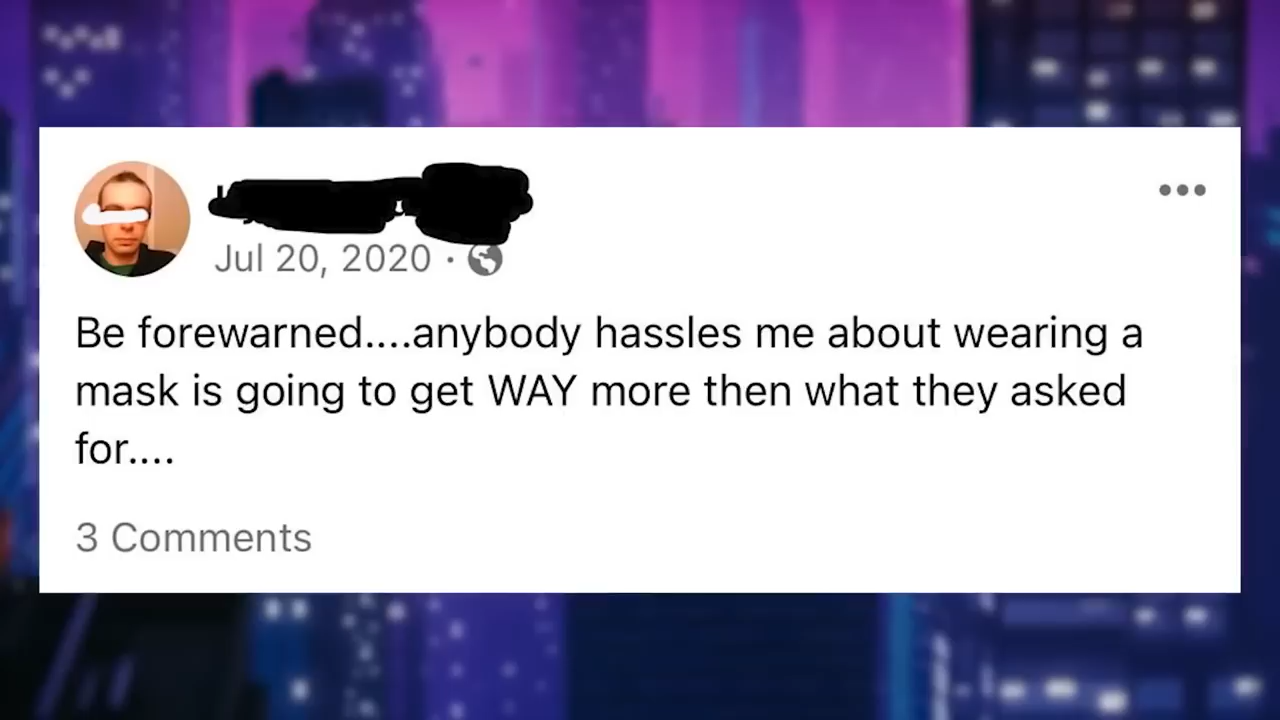 Jul 20, 2020 ·
Be forewarned....anybody hassles me about wearing a
mask is going to get WAY more then what they asked
for....
3 Comments